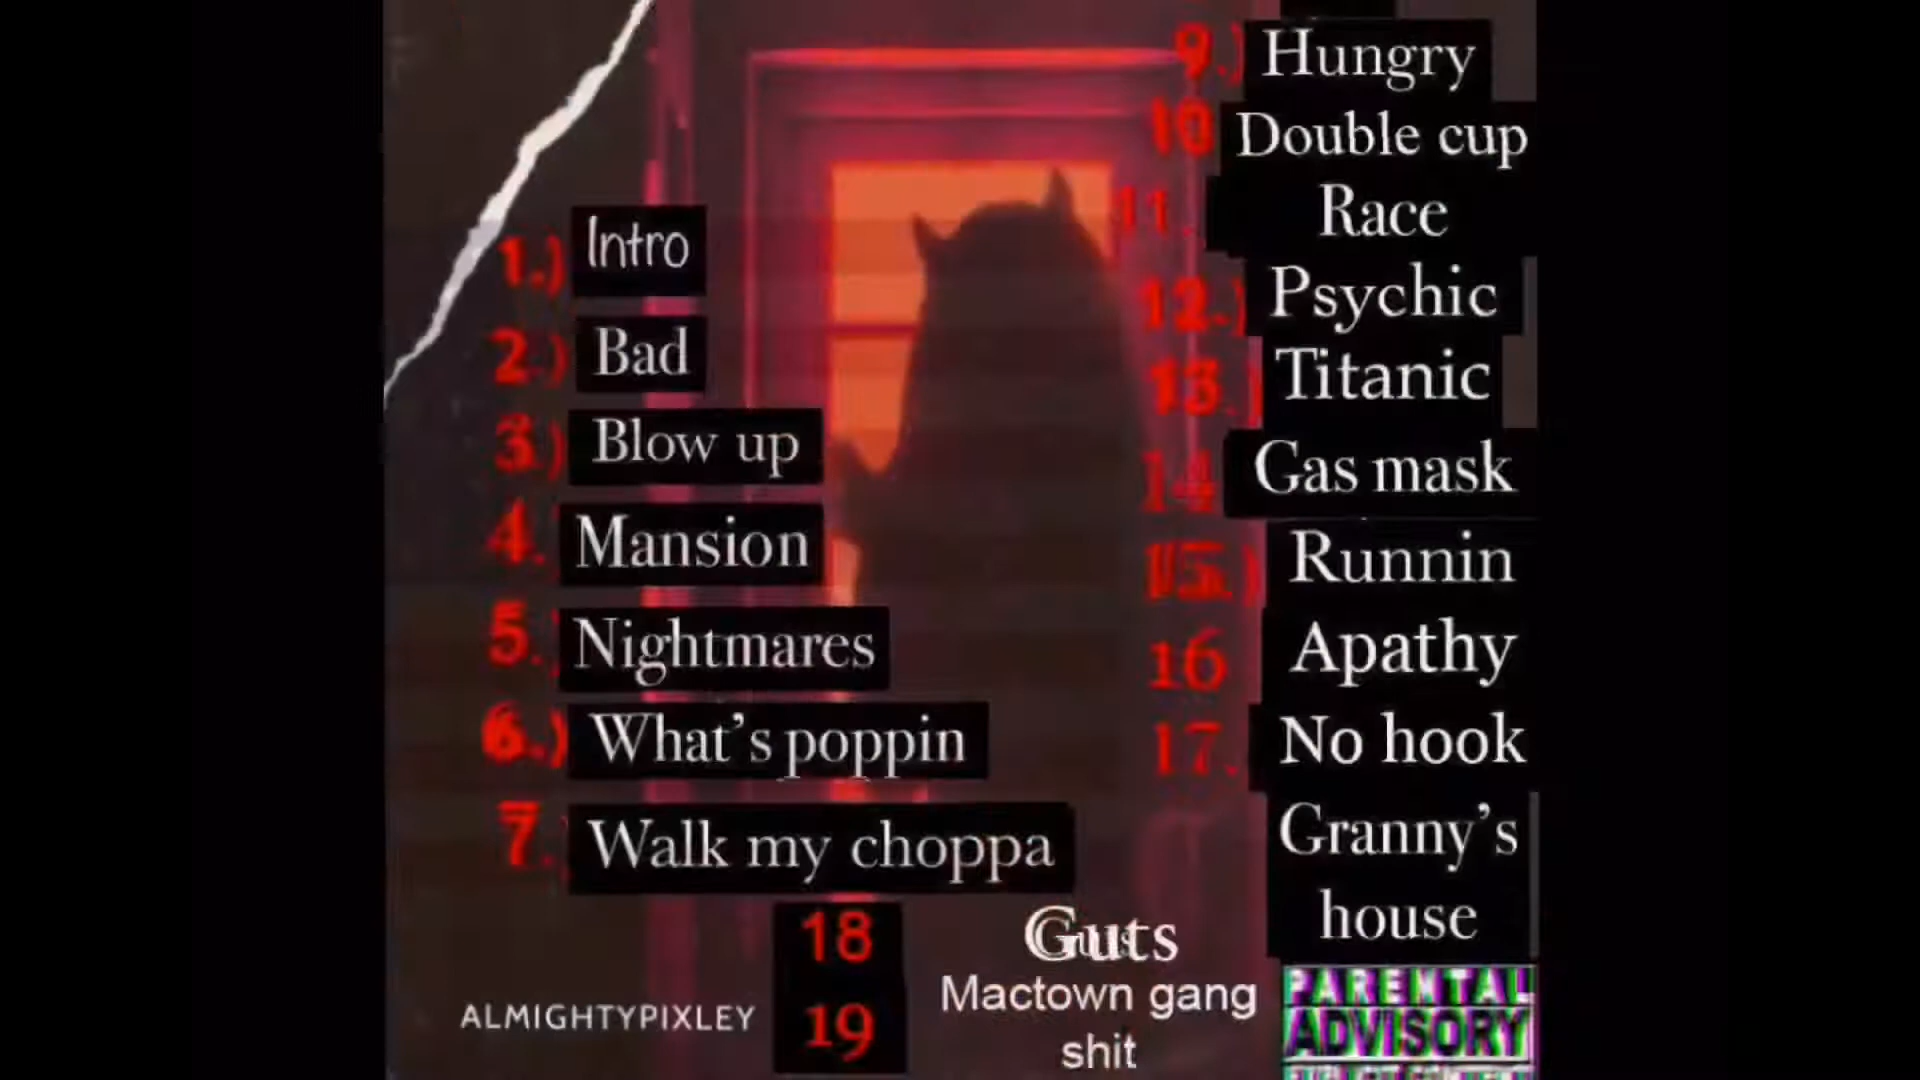 1.) Intro
2.) Bad
3.) Blow up
4. Mansion
5. Nightmares
6.) What's poppin
7. Walk my choppa
9.) Hungry
10 Double cup
11. Race
12.) Psychic
13. Titanic
14 Gas mask
15.) Runnin
16 Apathy
17. No hook
Granny's
house
18 Guts
19 Mactown gang
shit
ALMIGHTYPIXLEY
PARENTAL
ADVISORY